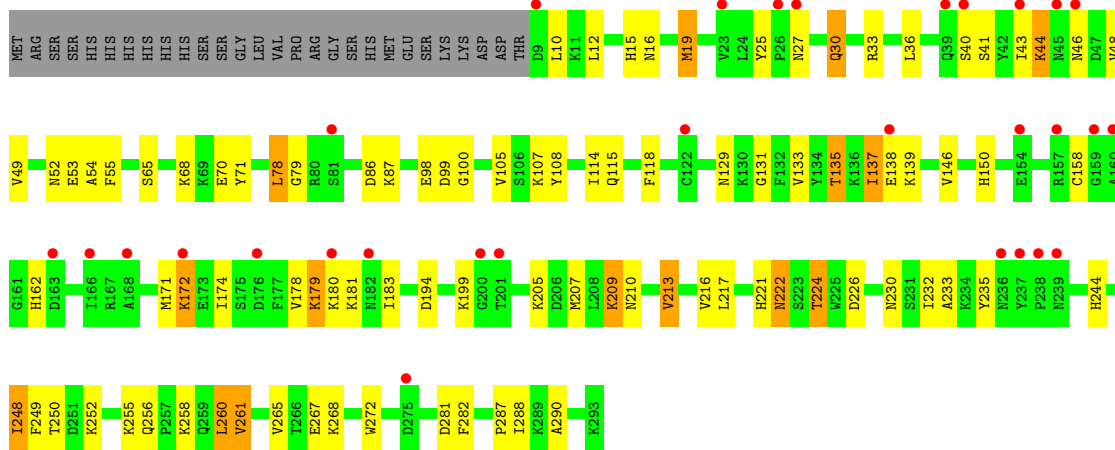 MET ARG SER SER HIS HIS HIS HIS HIS HIS SER SER GLY LEU VAL PRO ARG GLY SER HIS MET GLU SER LYS LYS ASP ASP THR D9 L10 K11 L12 H15 N16 M19 V23 L24 Y25 P26 N27 Q30 R33 L36 Q39 S40 S41 Y42 I43 K44 N45 N46 D47 V48
V49 N52 E53 A54 F55 S65 K68 K69 E70 Y71 L78 G79 R80 S81 D86 K87 E98 D99 G100 V105 S106 K107 Y108 I114 Q115 F118 C122 N129 K130 G131 F132 V133 Y134 T135 K136 I137 E138 K139 V146 H150 E154 R157 C158 G159 A160
G161 H162 D163 I166 R167 A168 M171 K172 E173 I174 S175 D176 F177 V178 K179 K180 K181 N182 I183 D194 K199 G200 T201 K205 D206 M207 L208 K209 N210 V213 V216 L217 H221 N222 S223 T224 W225 D226 N230 S231 I232 A233 K234 Y235 N236 Y237 P238 N239 H244
I248 F249 T250 D251 K252 K255 Q256 P257 K258 Q259 L260 V261 V265 T266 E267 K268 W272 D275 D281 F282 P287 I288 K289 A290 K293